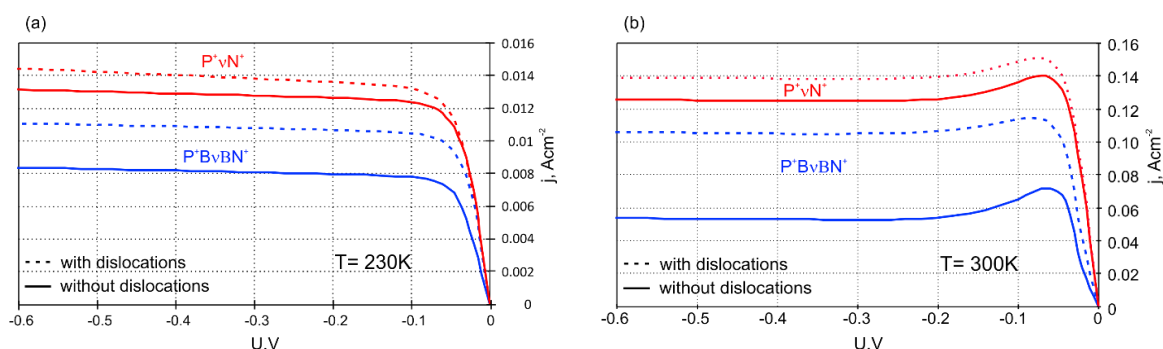 (a)
0.016
0.014
0.012
0.010
0.008
0.006
0.004
0.002
0
j, Acm⁻²
P⁺νN⁺
P⁺BνBN⁺
with dislocations
without dislocations
T= 230K
-0.6 -0.5 -0.4 -0.3 -0.2 -0.1 0
U,V
(b)
0.16
0.14
0.12
0.10
0.08
0.06
0.04
0.02
0
j, Acm⁻²
P⁺νN⁺
P⁺BνBN⁺
with dislocations
without dislocations
T= 300K
-0.6 -0.5 -0.4 -0.3 -0.2 -0.1 0
U,V